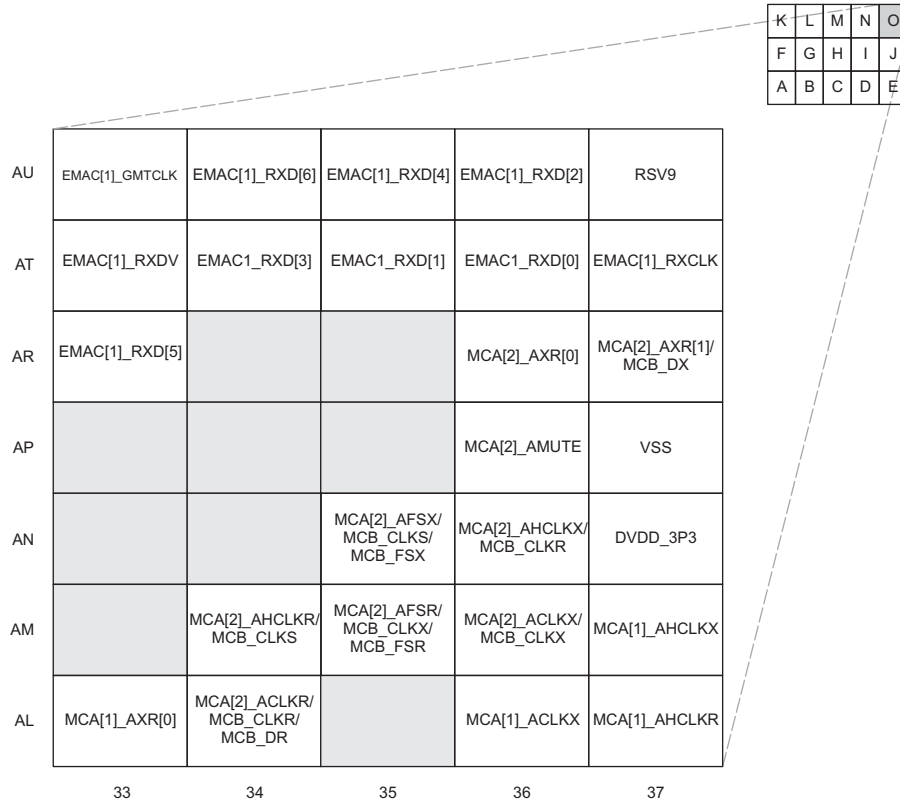 K L M N O
F G H I J
A B C D E
AU EMAC[1]_GMTCLK EMAC[1]_RXD[6] EMAC[1]_RXD[4] EMAC[1]_RXD[2] RSV9
AT EMAC[1]_RXDV EMAC1_RXD[3] EMAC1_RXD[1] EMAC1_RXD[0] EMAC[1]_RXCLK
AR EMAC[1]_RXD[5] MCA[2]_AXR[0] MCA[2]_AXR[1]/
MCB_DX
AP MCA[2]_AMUTE VSS
AN
MCA[2]_AFSX/
MCB_CLKS/
MCB_FSX
MCA[2]_AHCLKX/
MCB_CLKR
DVDD_3P3
AM
MCA[2]_AHCLKR/
MCB_CLKS
MCA[2]_AFSR/
MCB_CLKX/
MCB_FSR
MCA[2]_ACLKX/
MCB_CLKX
MCA[1]_AHCLKX
AL
MCA[1]_AXR[0]
MCA[2]_ACLKR/
MCB_CLKR/
MCB_DR
MCA[1]_ACLKX
MCA[1]_AHCLKR
33 34 35 36 37